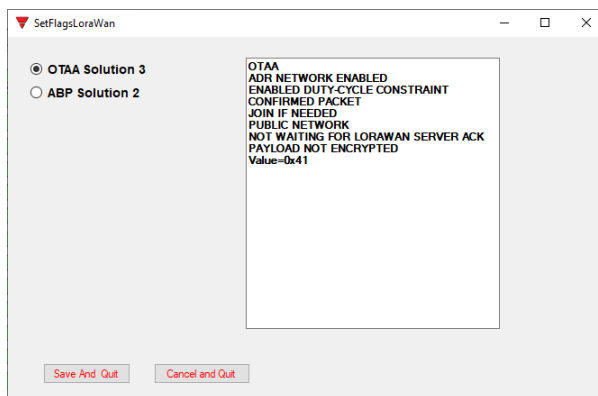 SetFlagsLoraWan
OTAA Solution 3
ABP Solution 2
OTAA
ADR NETWORK ENABLED
ENABLED DUTY-CYCLE CONSTRAINT
CONFIRMED PACKET
JOIN IF NEEDED
PUBLIC NETWORK
NOT WAITING FOR LORAWAN SERVER ACK
PAYLOAD NOT ENCRYPTED
Value=0x41
Save And Quit
Cancel and Quit